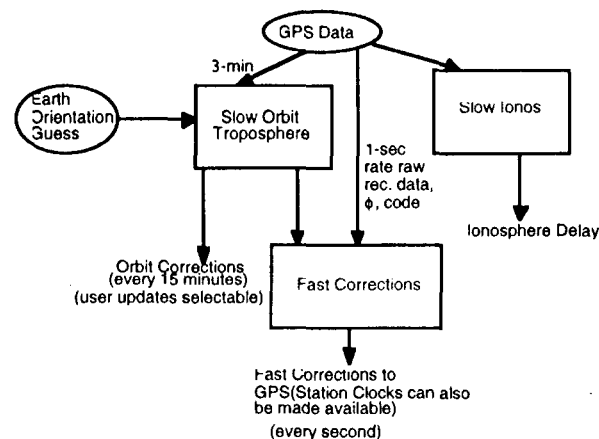 GPS Data
3-min
Earth
Orientation
Guess
Slow Orbit
Troposphere
Slow Ionos
1-sec
rate raw
rec. data,
ϕ, code
Ionosphere Delay
Orbit Corrections
(every 15 minutes)
(user updates selectable)
Fast Corrections
Fast Corrections to
GPS(Station Clocks can also
be made available)
(every second)